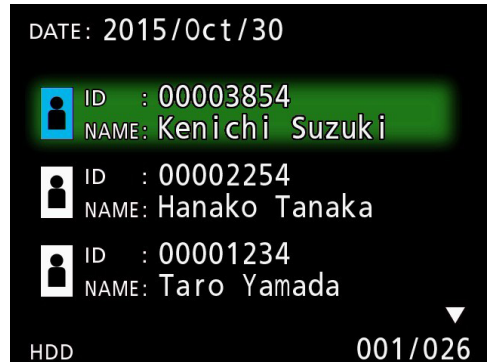 DATE: 2015/Oct/30
ID : 00003854
NAME: Kenichi Suzuki
ID : 00002254
NAME: Hanako Tanaka
ID : 00001234
NAME: Taro Yamada
HDD 001/026